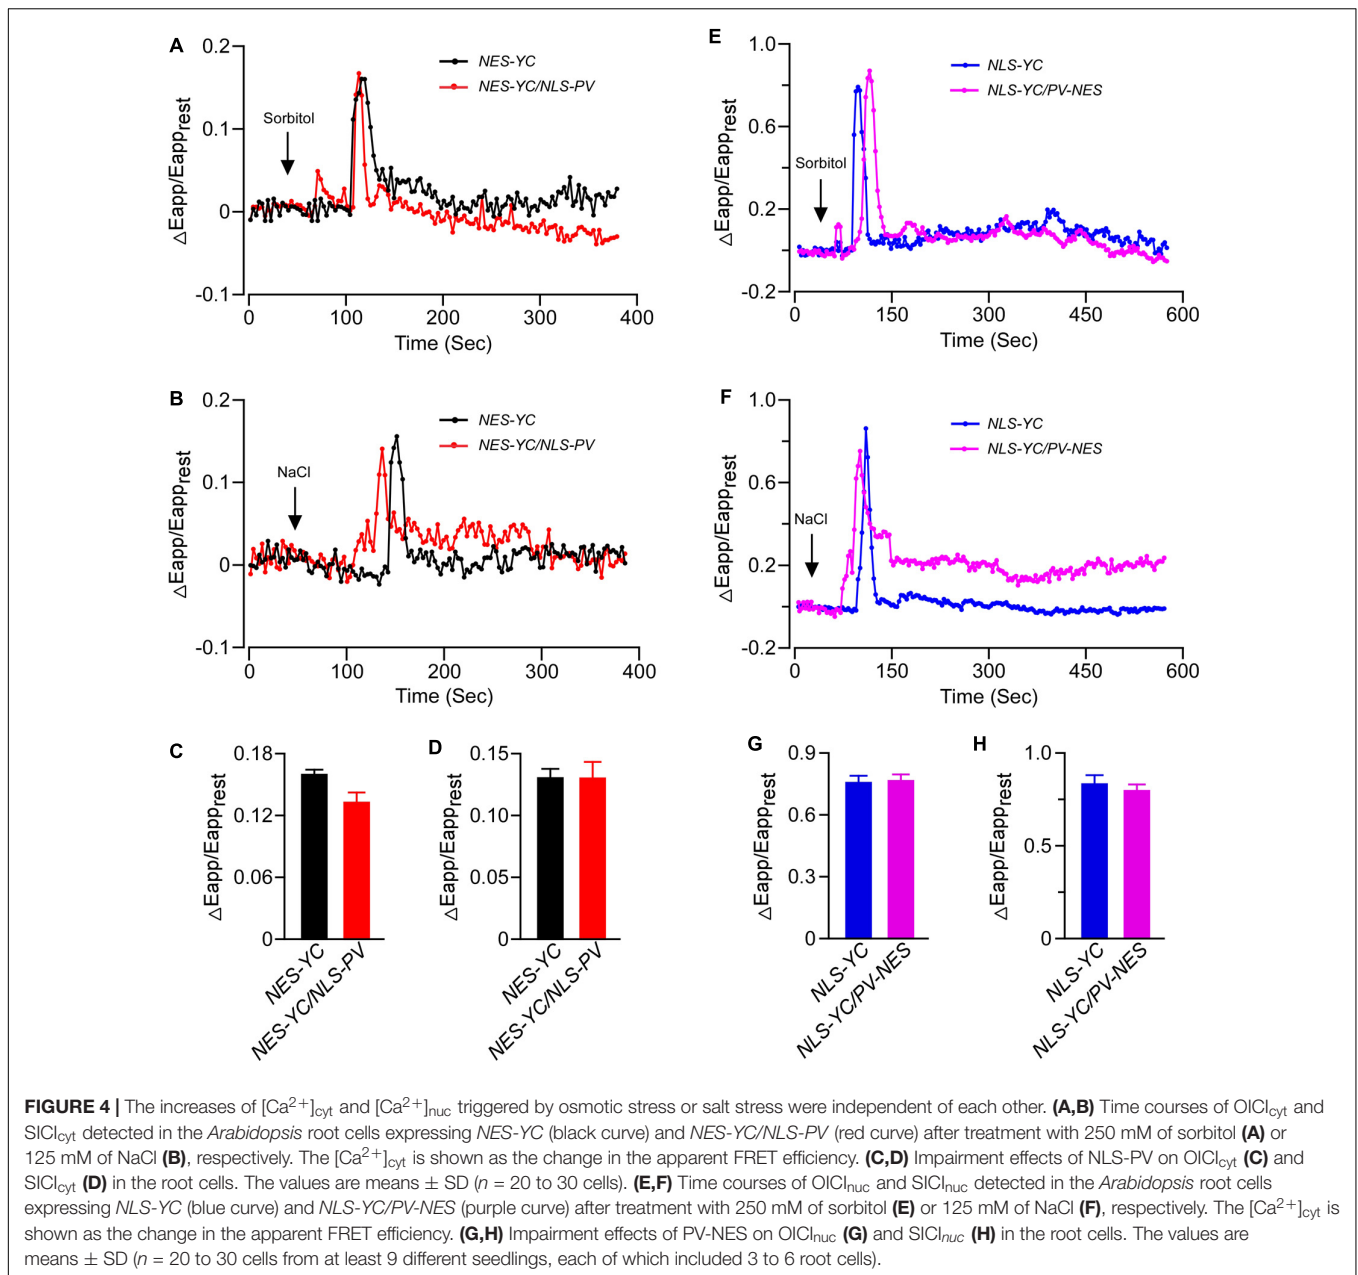 A
0.2
0.1
0
-0.1
△Eapp/Eapp_rest
Sorbitol
NES-YC
NES-YC/NLS-PV
0 100 200 300 400
Time (Sec)
E
1.0
0.6
0.2
-0.2
△Eapp/Eapp_rest
Sorbitol
NLS-YC
NLS-YC/PV-NES
0 150 300 450 600
Time (Sec)
B
0.2
0.1
0
-0.1
△Eapp/Eapp_rest
NaCl
NES-YC
NES-YC/NLS-PV
0 100 200 300 400
Time (Sec)
F
1.0
0.6
0.2
-0.2
△Eapp/Eapp_rest
NaCl
NLS-YC
NLS-YC/PV-NES
0 150 300 450 600
Time (Sec)
C
0.18
0.12
0.06
0
△Eapp/Eapp_rest
NES-YC
NES-YC/NLS-PV
D
0.15
0.10
0.05
0
△Eapp/Eapp_rest
NES-YC
NES-YC/NLS-PV
G
0.9
0.6
0.3
0
△Eapp/Eapp_rest
NLS-YC
NLS-YC/PV-NES
H
1.0
0.5
0
△Eapp/Eapp_rest
NLS-YC
NLS-YC/PV-NES
FIGURE 4 | The increases of [Ca2+]cyt and [Ca2+]nuc triggered by osmotic stress or salt stress were independent of each other. (A,B) Time courses of OICIcyt and
SICIcyt detected in the Arabidopsis root cells expressing NES-YC (black curve) and NES-YC/NLS-PV (red curve) after treatment with 250 mM of sorbitol (A) or
125 mM of NaCl (B), respectively. The [Ca2+]cyt is shown as the change in the apparent FRET efficiency. (C,D) Impairment effects of NLS-PV on OICIcyt (C) and
SICIcyt (D) in the root cells. The values are means ± SD (n = 20 to 30 cells). (E,F) Time courses of OICInuc and SICInuc detected in the Arabidopsis root cells
expressing NLS-YC (blue curve) and NLS-YC/PV-NES (purple curve) after treatment with 250 mM of sorbitol (E) or 125 mM of NaCl (F), respectively. The [Ca2+]cyt is
shown as the change in the apparent FRET efficiency. (G,H) Impairment effects of PV-NES on OICInuc (G) and SICInuc (H) in the root cells. The values are
means ± SD (n = 20 to 30 cells from at least 9 different seedlings, each of which included 3 to 6 root cells).